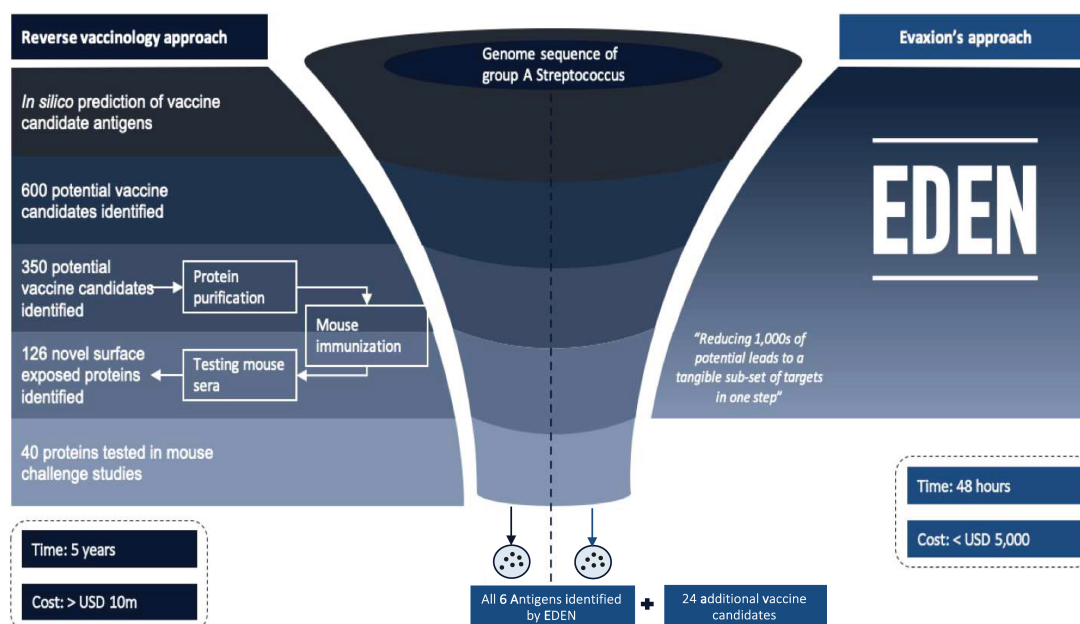 Reverse vaccinology approach
In silico prediction of vaccine
candidate antigens
600 potential vaccine
candidates identified
350 potential
vaccine candidates
identified
Protein
purification
Mouse
immunization
126 novel surface
exposed proteins
identified
Testing mouse
sera
40 proteins tested in mouse
challenge studies
Time: 5 years
Cost: > USD 10m
Genome sequence of
group A Streptococcus
All 6 Antigens identified
by EDEN
+
24 additional vaccine
candidates
Evaxion's approach
EDEN
“Reducing 1,000s of
potential leads to a
tangible sub-set of targets
in one step“
Time: 48 hours
Cost: < USD 5,000